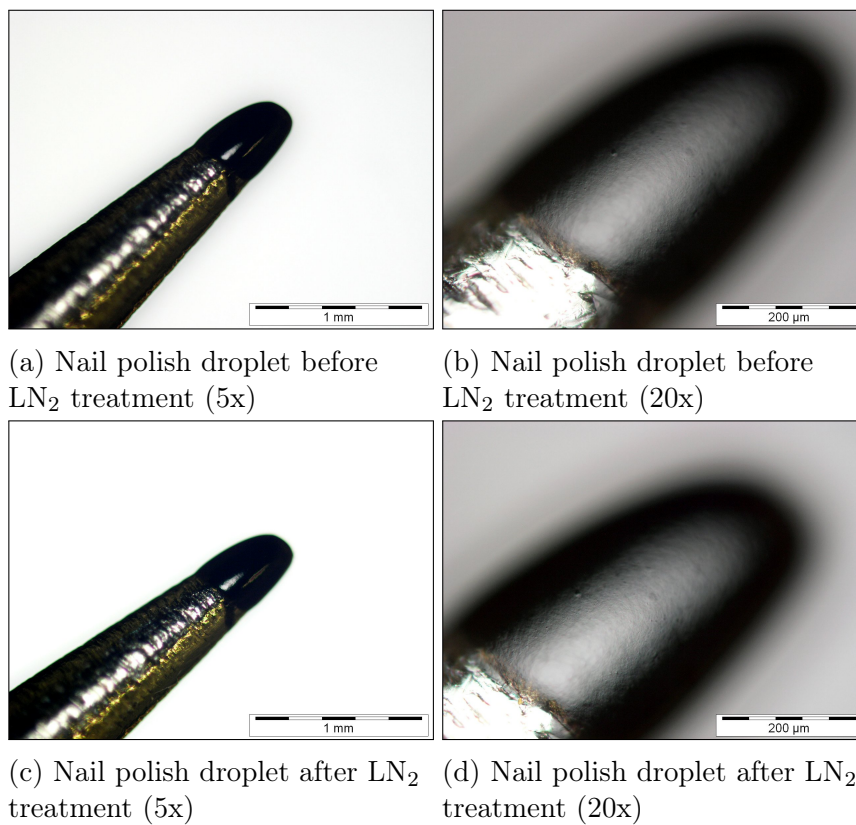 1 mm
200 µm
(a) Nail polish droplet before
LN₂ treatment (5x)
(b) Nail polish droplet before
LN₂ treatment (20x)
1 mm
200 µm
(c) Nail polish droplet after LN₂
treatment (5x)
(d) Nail polish droplet after LN₂
treatment (20x)